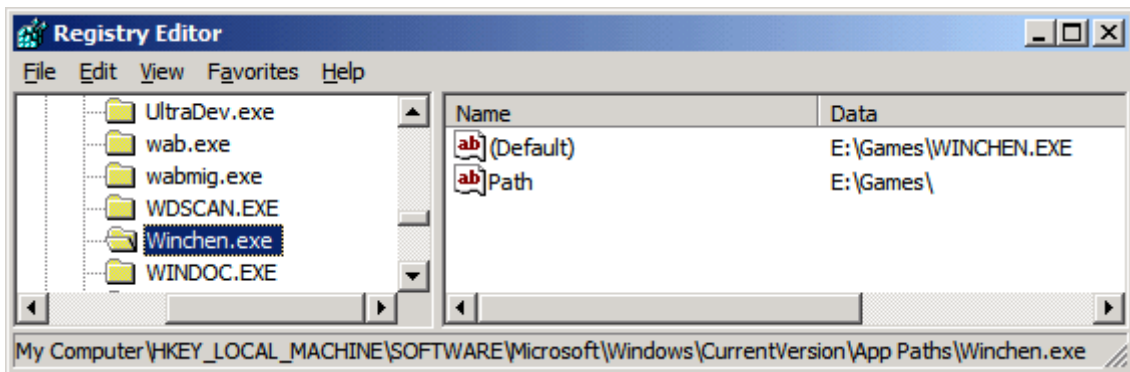 Registry Editor
File Edit View Favorites Help
UltraDev.exe
wab.exe
wabmig.exe
WDSCAN.EXE
Winchen.exe
WINDOC.EXE
Name Data
ab (Default) E:\Games\WINCHEN.EXE
ab Path E:\Games\
My Computer\HKEY_LOCAL_MACHINE\SOFTWARE\Microsoft\Windows\CurrentVersion\App Paths\Winchen.exe